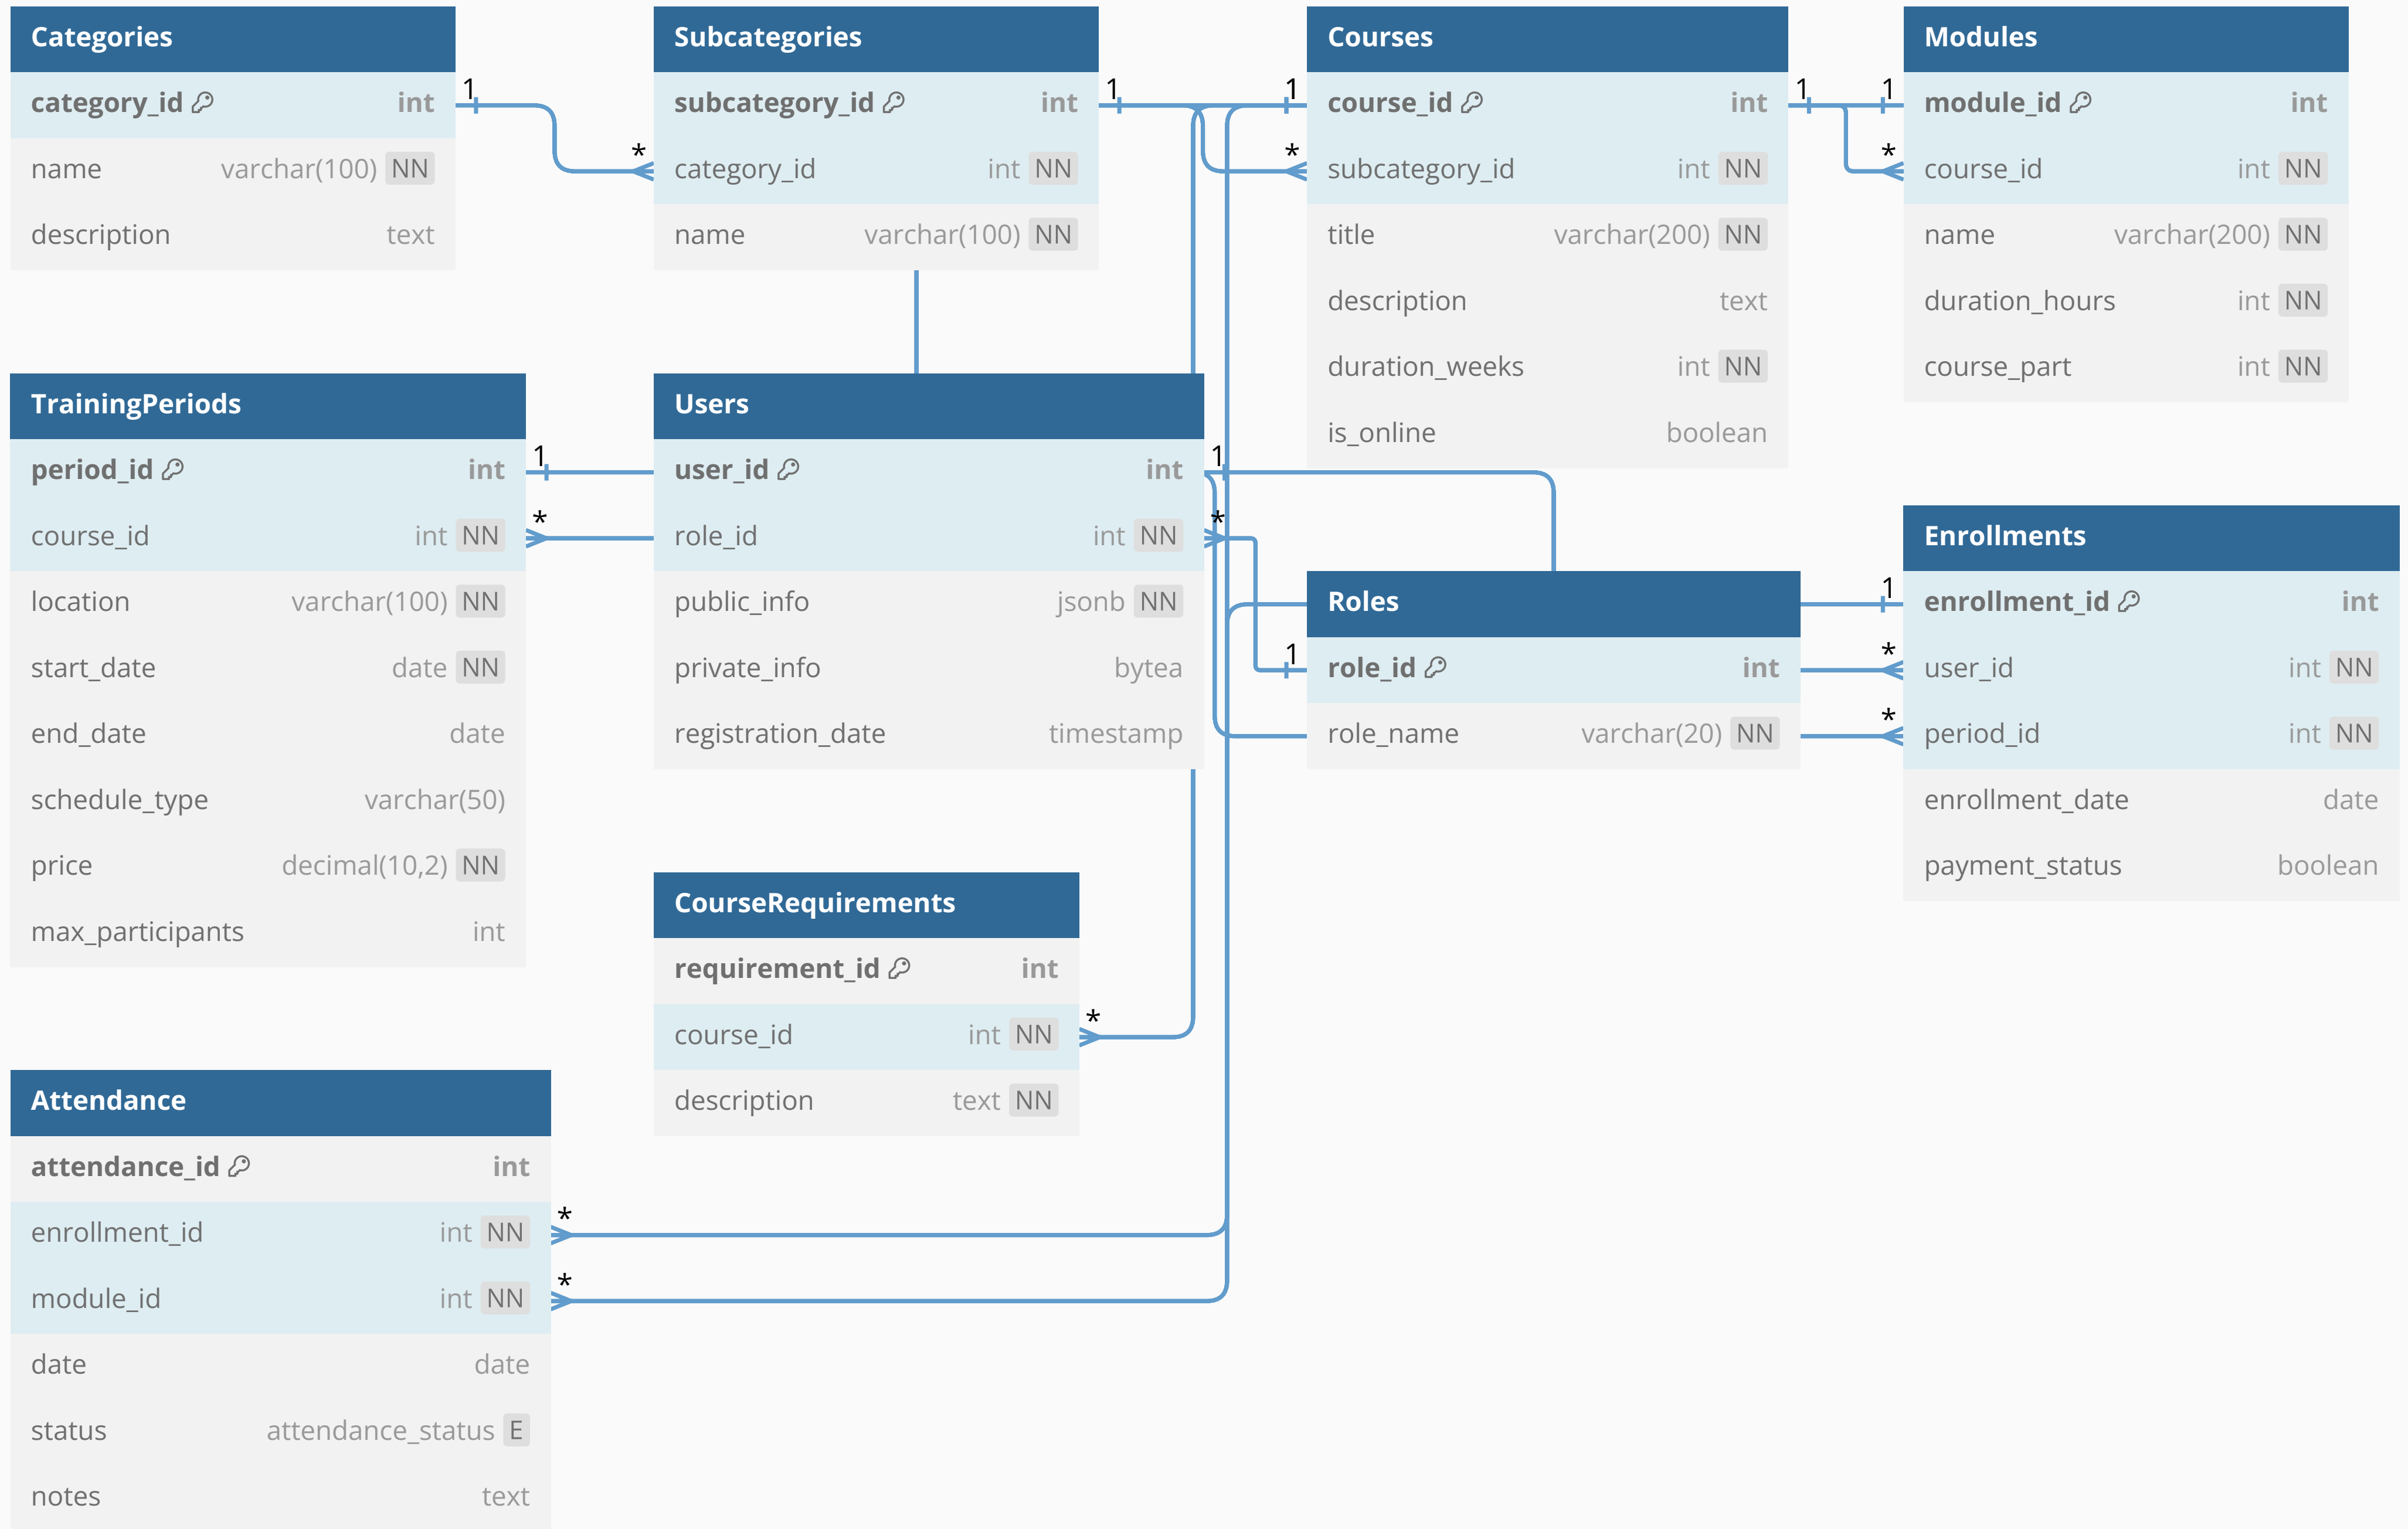 Categories
category_id int
name varchar(100) NN
description text
1
*
Subcategories
subcategory_id int
category_id int NN
name varchar(100) NN
1
1
*
Courses
course_id int
subcategory_id int NN
title varchar(200) NN
description text
duration_weeks int NN
is_online boolean
1
1
*
Modules
module_id int
course_id int NN
name varchar(200) NN
duration_hours int NN
course_part int NN
TrainingPeriods
period_id int
course_id int NN
location varchar(100) NN
start_date date NN
end_date date
schedule_type varchar(50)
price decimal(10,2) NN
max_participants int
1
*
Users
user_id int
role_id int NN
public_info jsonb NN
private_info bytea
registration_date timestamp
1
*
1
Roles
role_id int
role_name varchar(20) NN
1
*
*
Enrollments
enrollment_id int
user_id int NN
period_id int NN
enrollment_date date
payment_status boolean
CourseRequirements
requirement_id int
course_id int NN
description text NN
*
Attendance
attendance_id int
enrollment_id int NN
module_id int NN
date date
status attendance_status E
notes text
*
*